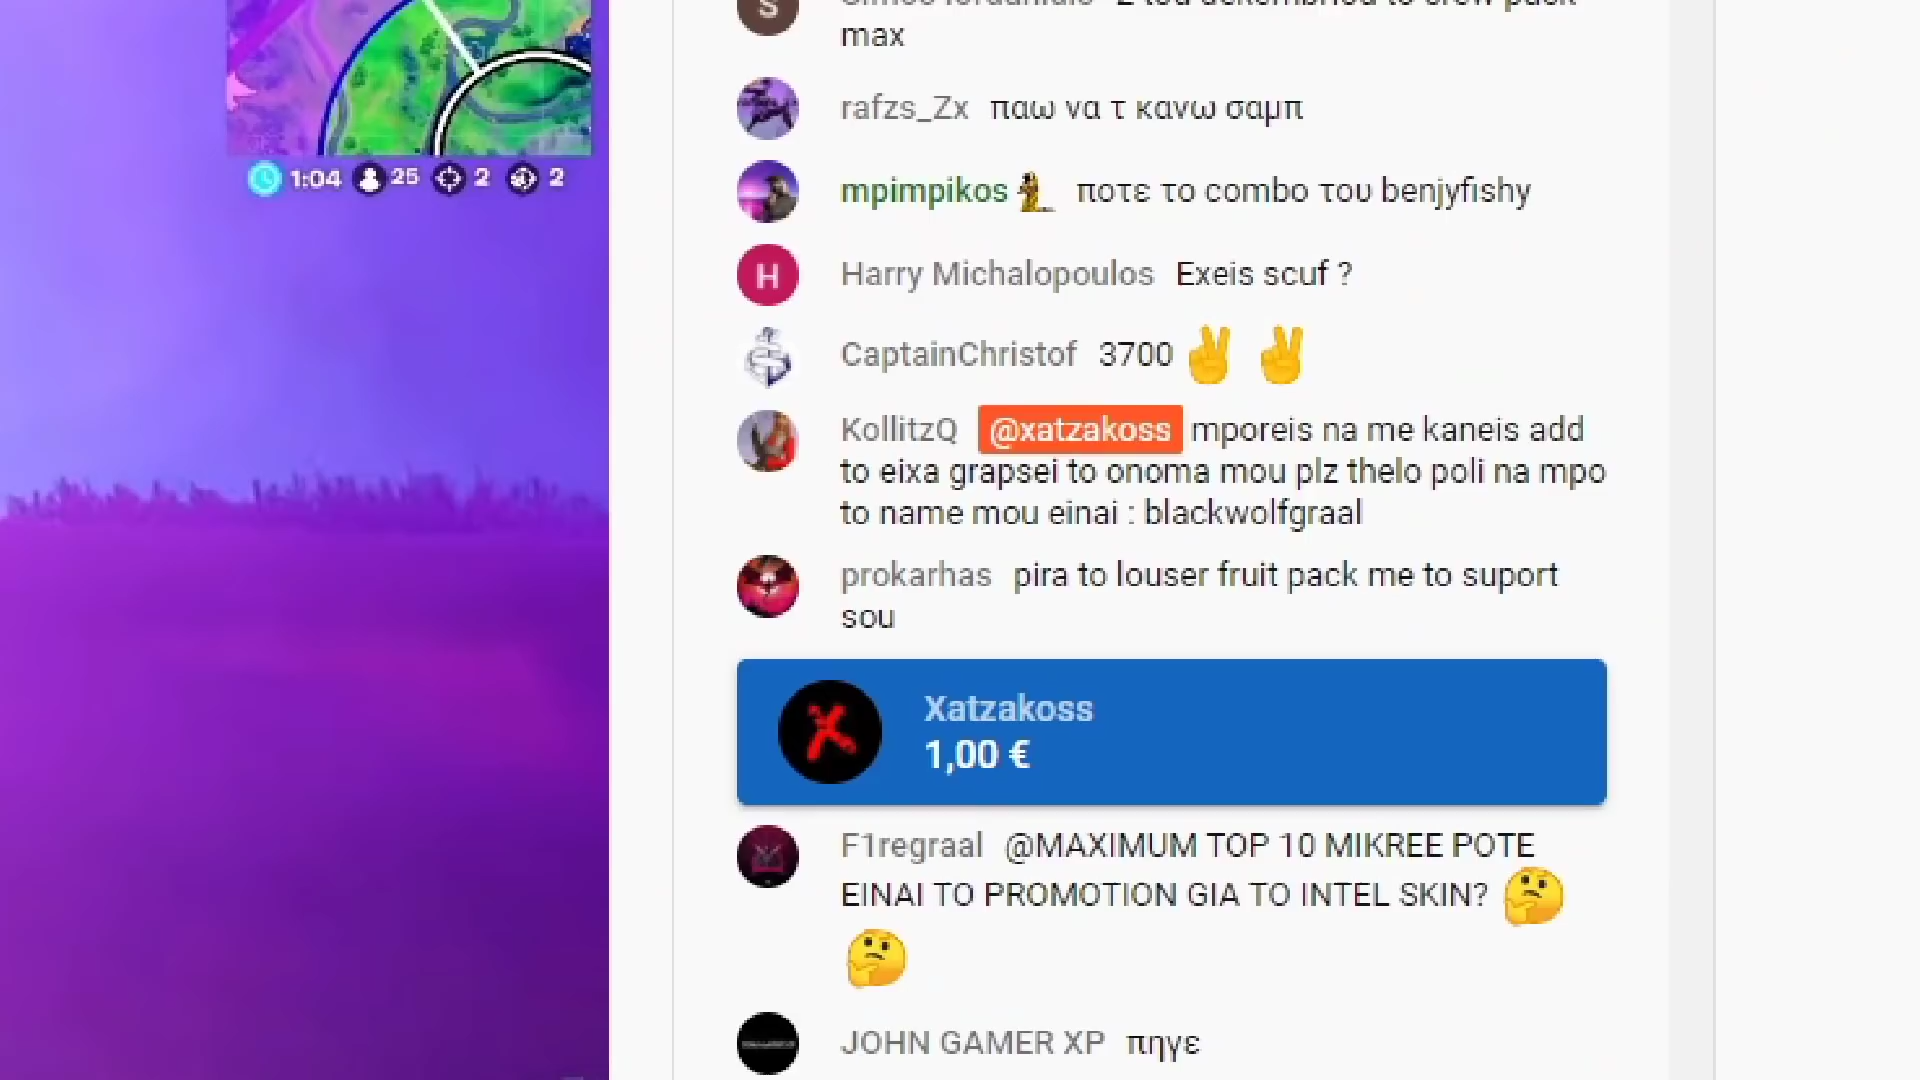 S
max
rafzs_Zx παω να τ κανω σαμπ
1:04 25 2 2
mpimpikos ποτε το combo του benjyfishy
H Harry Michalopoulos Exeis scuf ?
CaptainChristof 3700 ✌ ✌
KollitzQ @xatzakoss mporeis na me kaneis add
to eixa grapsei to onoma mou plz thelo poli na mpo
to name mou einai : blackwolfgraal
prokarhas pira to louser fruit pack me to suport
sou
Xatzakoss
1,00 €
F1regraal @MAXIMUM TOP 10 MIKREE POTE
EINAI TO PROMOTION GIA TO INTEL SKIN? 🤔
🤔
JOHN GAMER XP πηγε